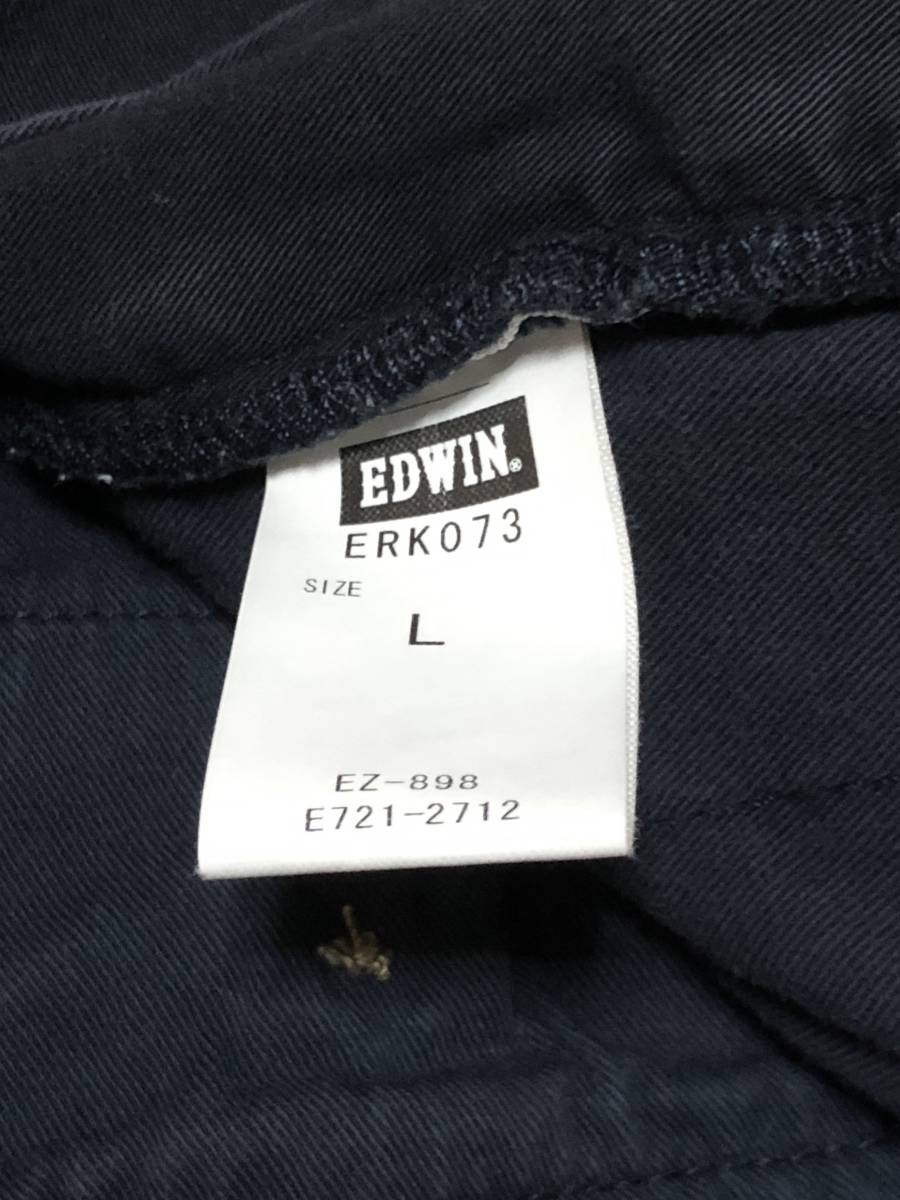 EDWIN®
ERK073
SIZE
L
EZ-898
E721-2712